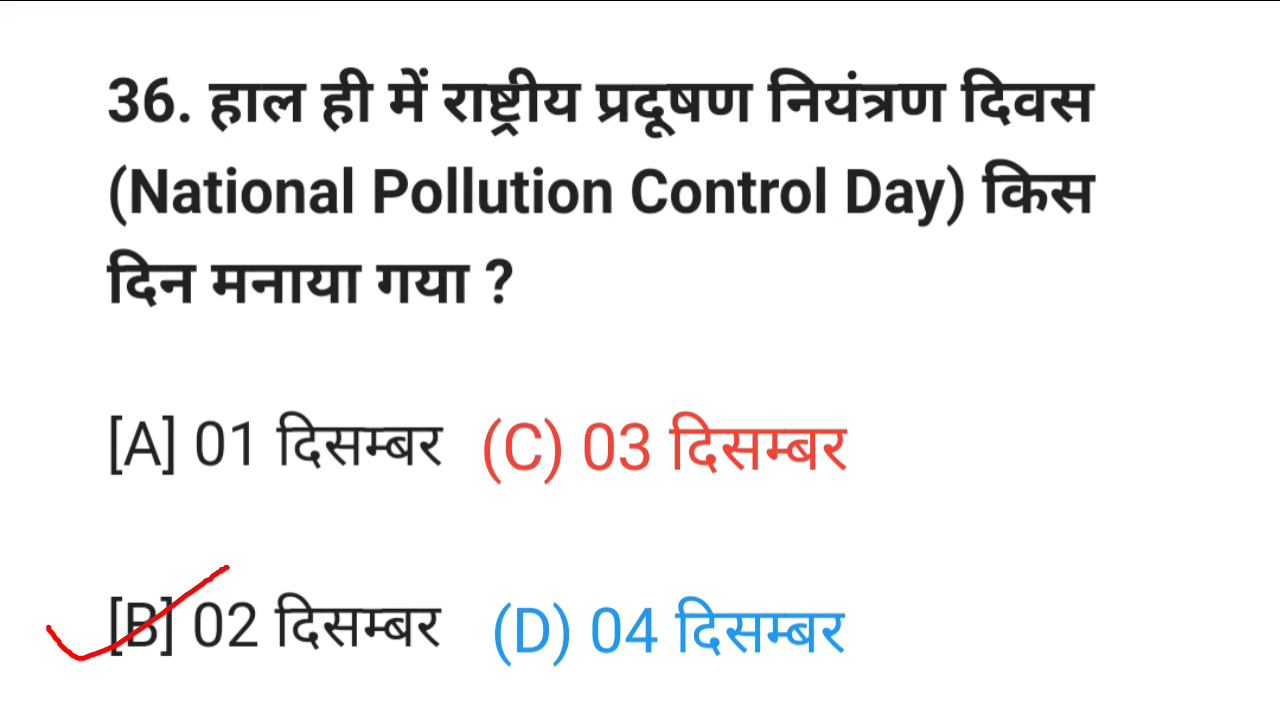 36. हाल ही में राष्ट्रीय प्रदूषण नियंत्रण दिवस
(National Pollution Control Day) किस
दिन मनाया गया ?
[A] 01 दिसम्बर (C) 03 दिसम्बर
[B] 02 दिसम्बर (D) 04 दिसम्बर